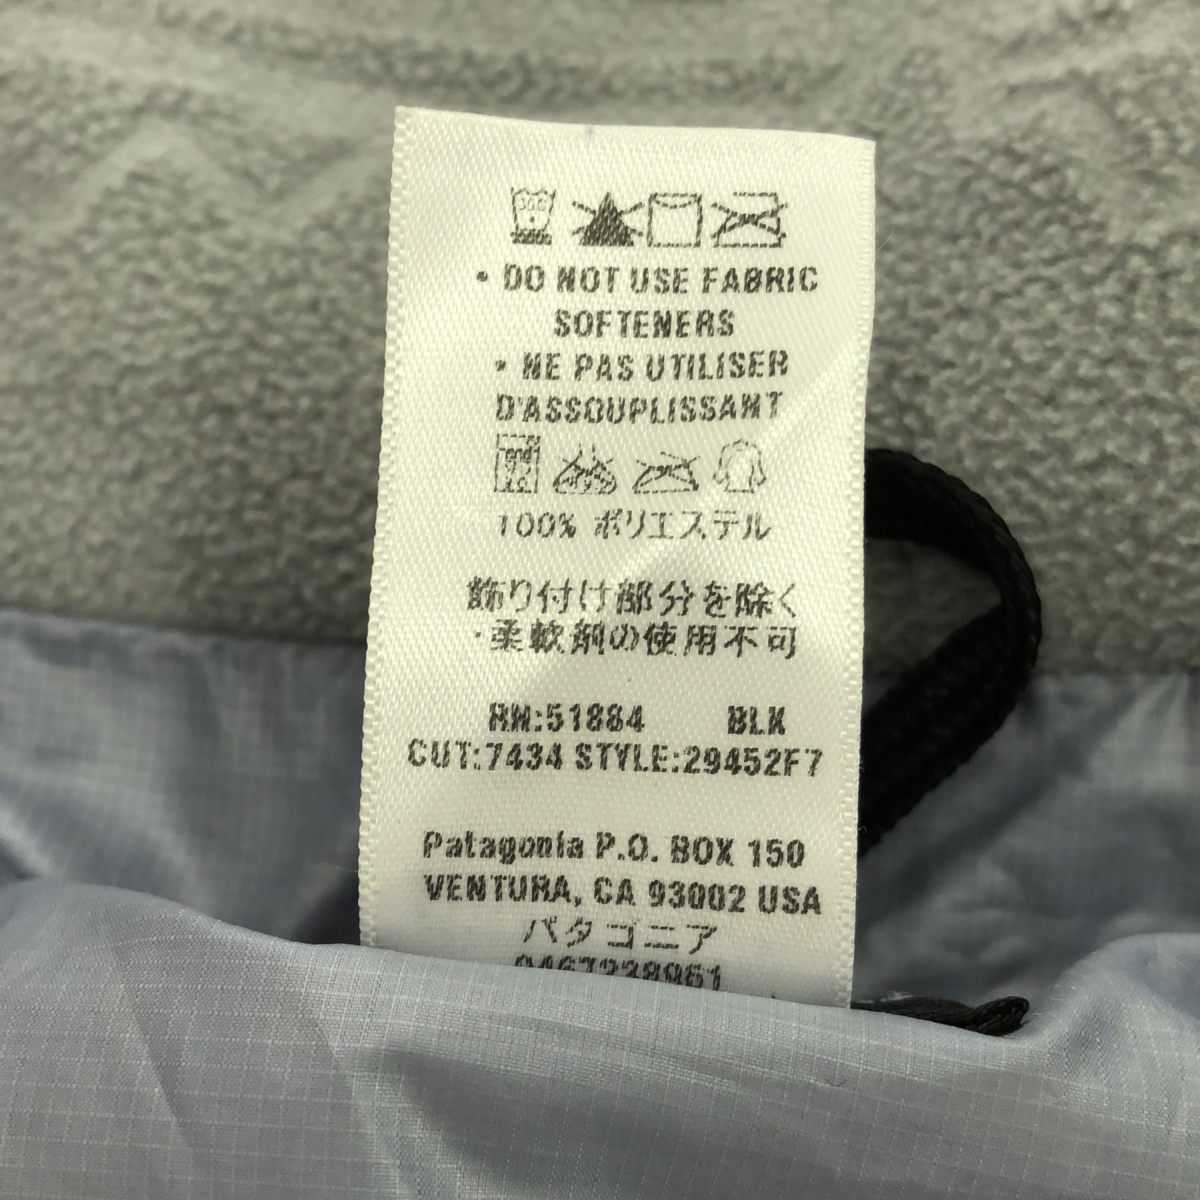 • DO NOT USE FABRIC
SOFTENERS
• NE PAS UTILISER
D'ASSOUPLISSANT
100% ポリエステル
飾り付け部分を除く
・柔軟剤の使用不可
RN:51884 BLK
CUT:7434 STYLE:29452F7
Patagonia P.O. BOX 150
VENTURA, CA 93002 USA
パタゴニア
0467238961